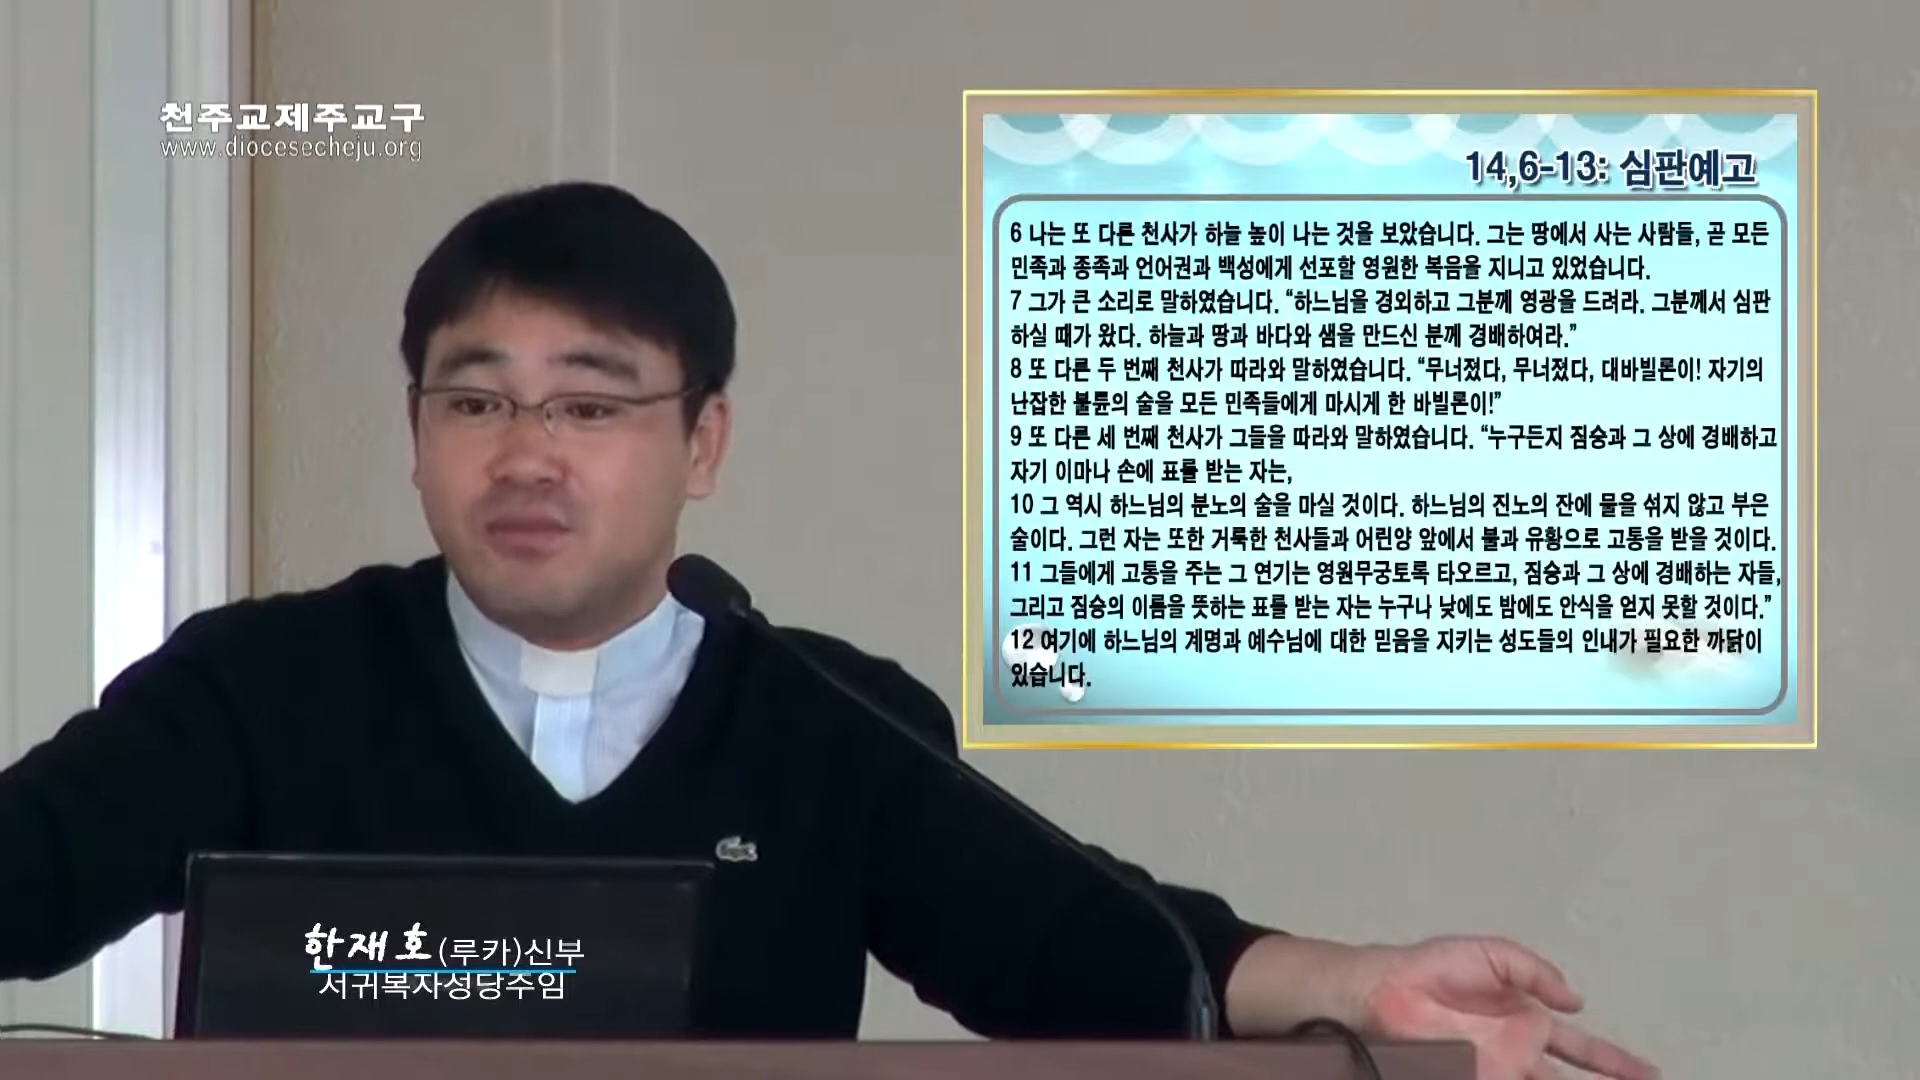 천주교제주교구
www.diocesecheju.org
14,6-13: 심판예고
6 나는 또 다른 천사가 하늘 높이 나는 것을 보았습니다. 그는 땅에서 사는 사람들, 곧 모든
민족과 종족과 언어권과 백성에게 선포할 영원한 복음을 지니고 있었습니다.
7 그가 큰 소리로 말하였습니다. “하느님을 경외하고 그분께 영광을 드려라. 그분께서 심판
하실 때가 왔다. 하늘과 땅과 바다와 샘을 만드신 분께 경배하여라.”
8 또 다른 두 번째 천사가 따라와 말하였습니다. “무너졌다, 무너졌다, 대바빌론이! 자기의
난잡한 불륜의 술을 모든 민족들에게 마시게 한 바빌론이!”
9 또 다른 세 번째 천사가 그들을 따라와 말하였습니다. “누구든지 짐승과 그 상에 경배하고
자기 이마나 손에 표를 받는 자는,
10 그 역시 하느님의 분노의 술을 마실 것이다. 하느님의 진노의 잔에 물을 섞지 않고 부은
술이다. 그런 자는 또한 거룩한 천사들과 어린양 앞에서 불과 유황으로 고통을 받을 것이다.
11 그들에게 고통을 주는 그 연기는 영원무궁토록 타오르고, 짐승과 그 상에 경배하는 자들,
그리고 짐승의 이름을 뜻하는 표를 받는 자는 누구나 낮에도 밤에도 안식을 얻지 못할 것이다.”
12 여기에 하느님의 계명과 예수님에 대한 믿음을 지키는 성도들의 인내가 필요한 까닭이
있습니다.
한재호(루카)신부
서귀복자성당주임